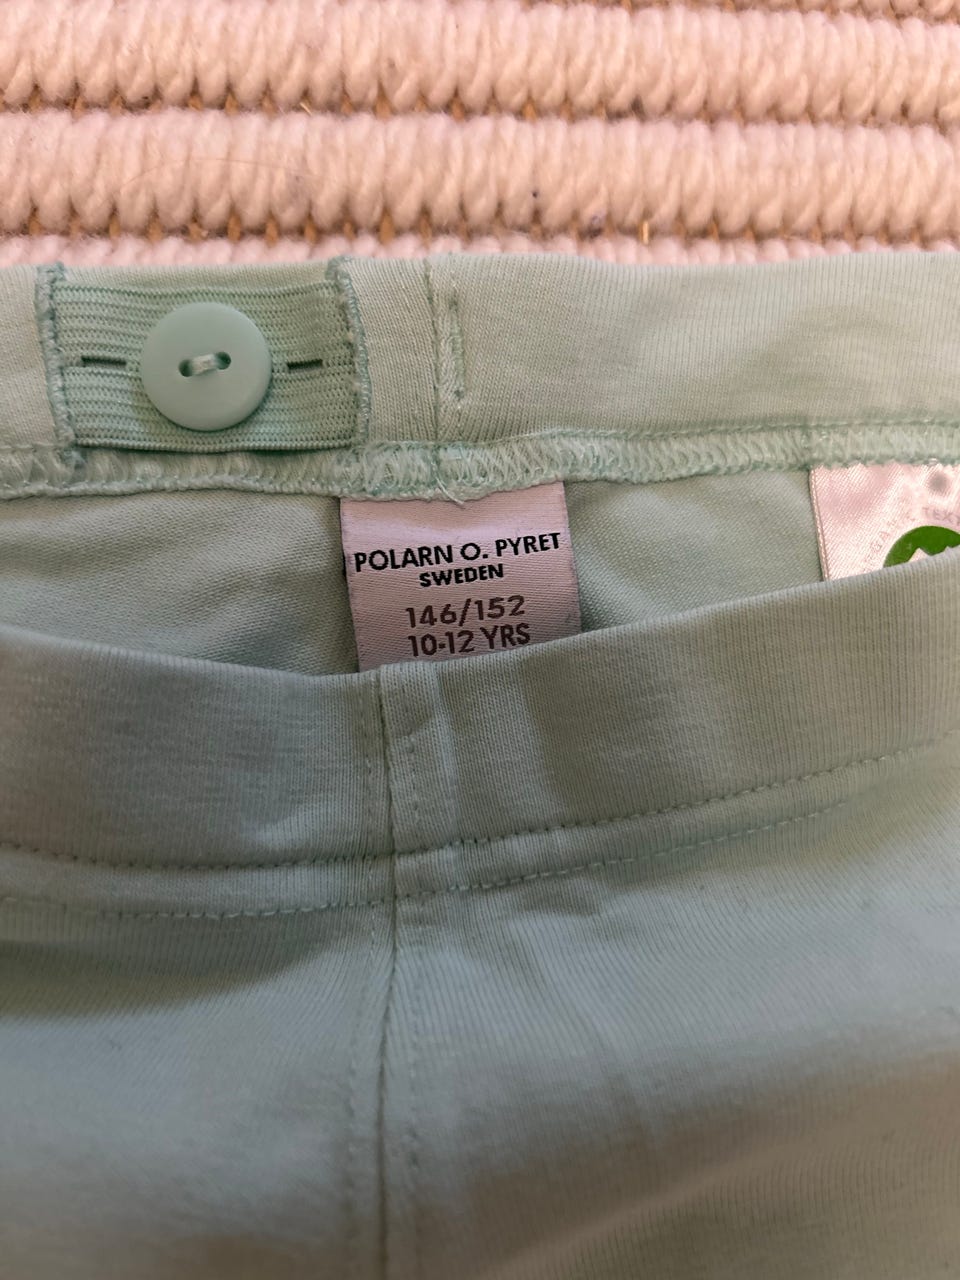 POLARN O. PYRET
SWEDEN
146/152
10-12 YRS